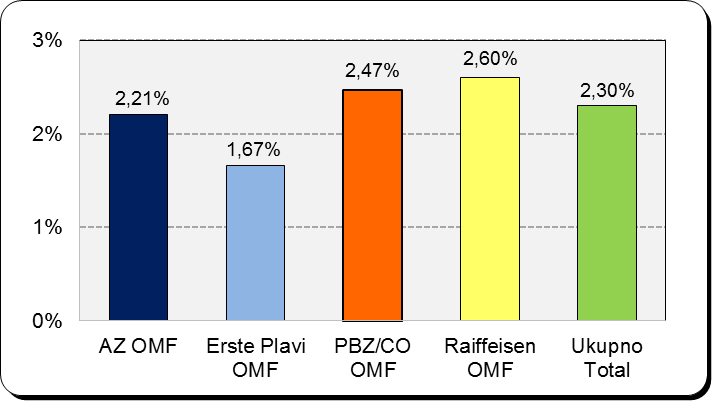 3%
2%
1%
0%
2,21%
1,67%
2,47%
2,60%
2,30%
AZ OMF
Erste Plavi
OMF
PBZ/CO
OMF
Raiffeisen
OMF
Ukupno
Total